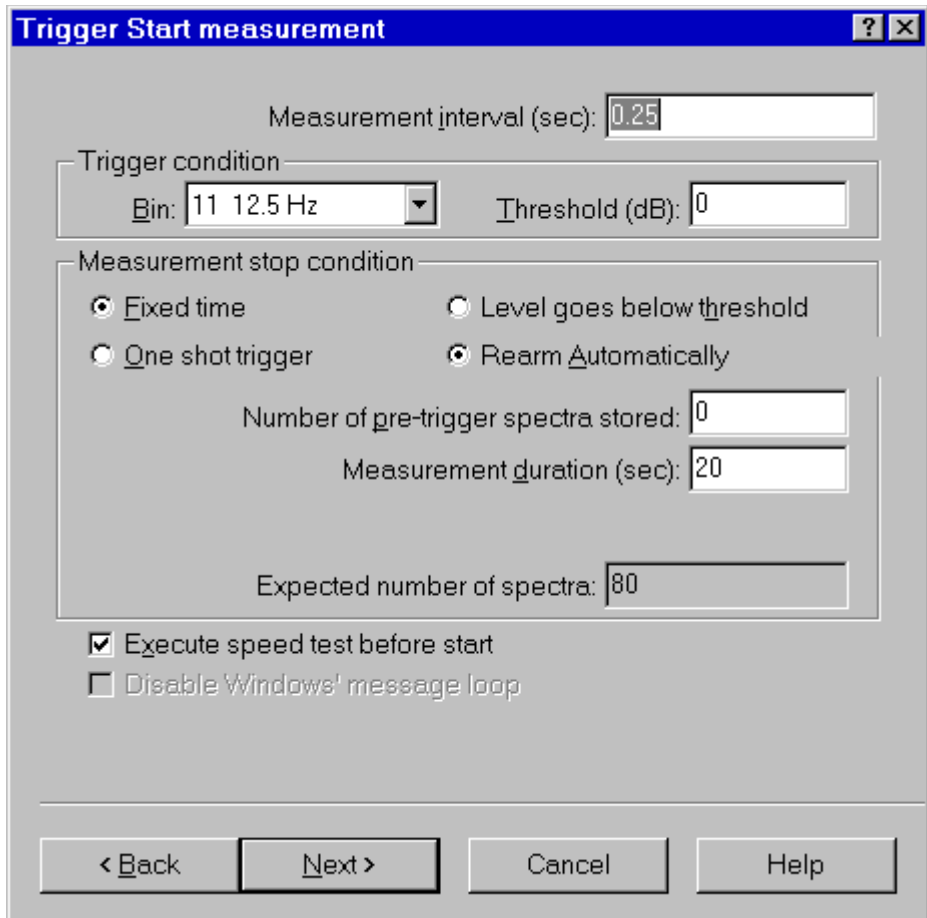 Trigger Start measurement
Measurement interval (sec): 0.25
Trigger condition
Bin: 11 12.5 Hz Threshold (dB): 0
Measurement stop condition
Fixed time Level goes below threshold
One shot trigger Rearm Automatically
Number of pre-trigger spectra stored: 0
Measurement duration (sec): 20
Expected number of spectra: 80
Execute speed test before start
Disable Windows' message loop
< Back Next > Cancel Help